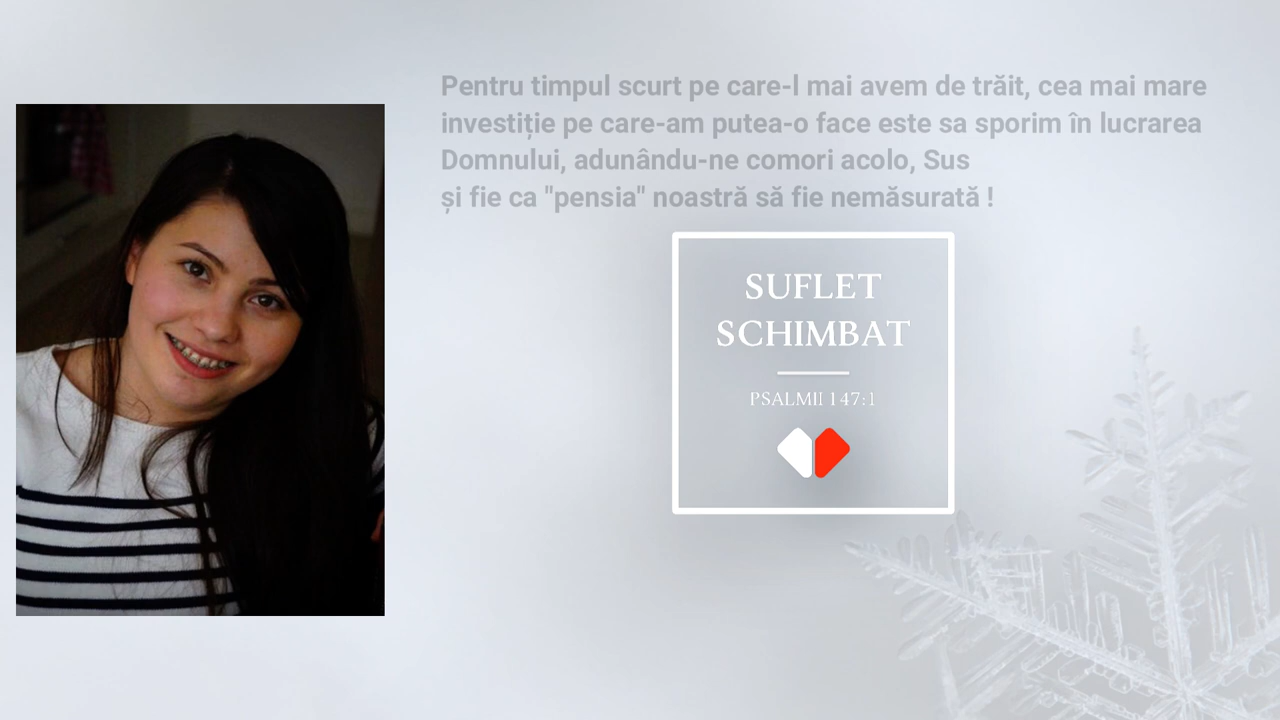 Pentru timpul scurt pe care-l mai avem de trăit, cea mai mare
investiție pe care-am putea-o face este sa sporim în lucrarea
Domnului, adunându-ne comori acolo, Sus
și fie ca "pensia" noastră să fie nemăsurată !
SUFLET
SCHIMBAT
PSALMII 147:1